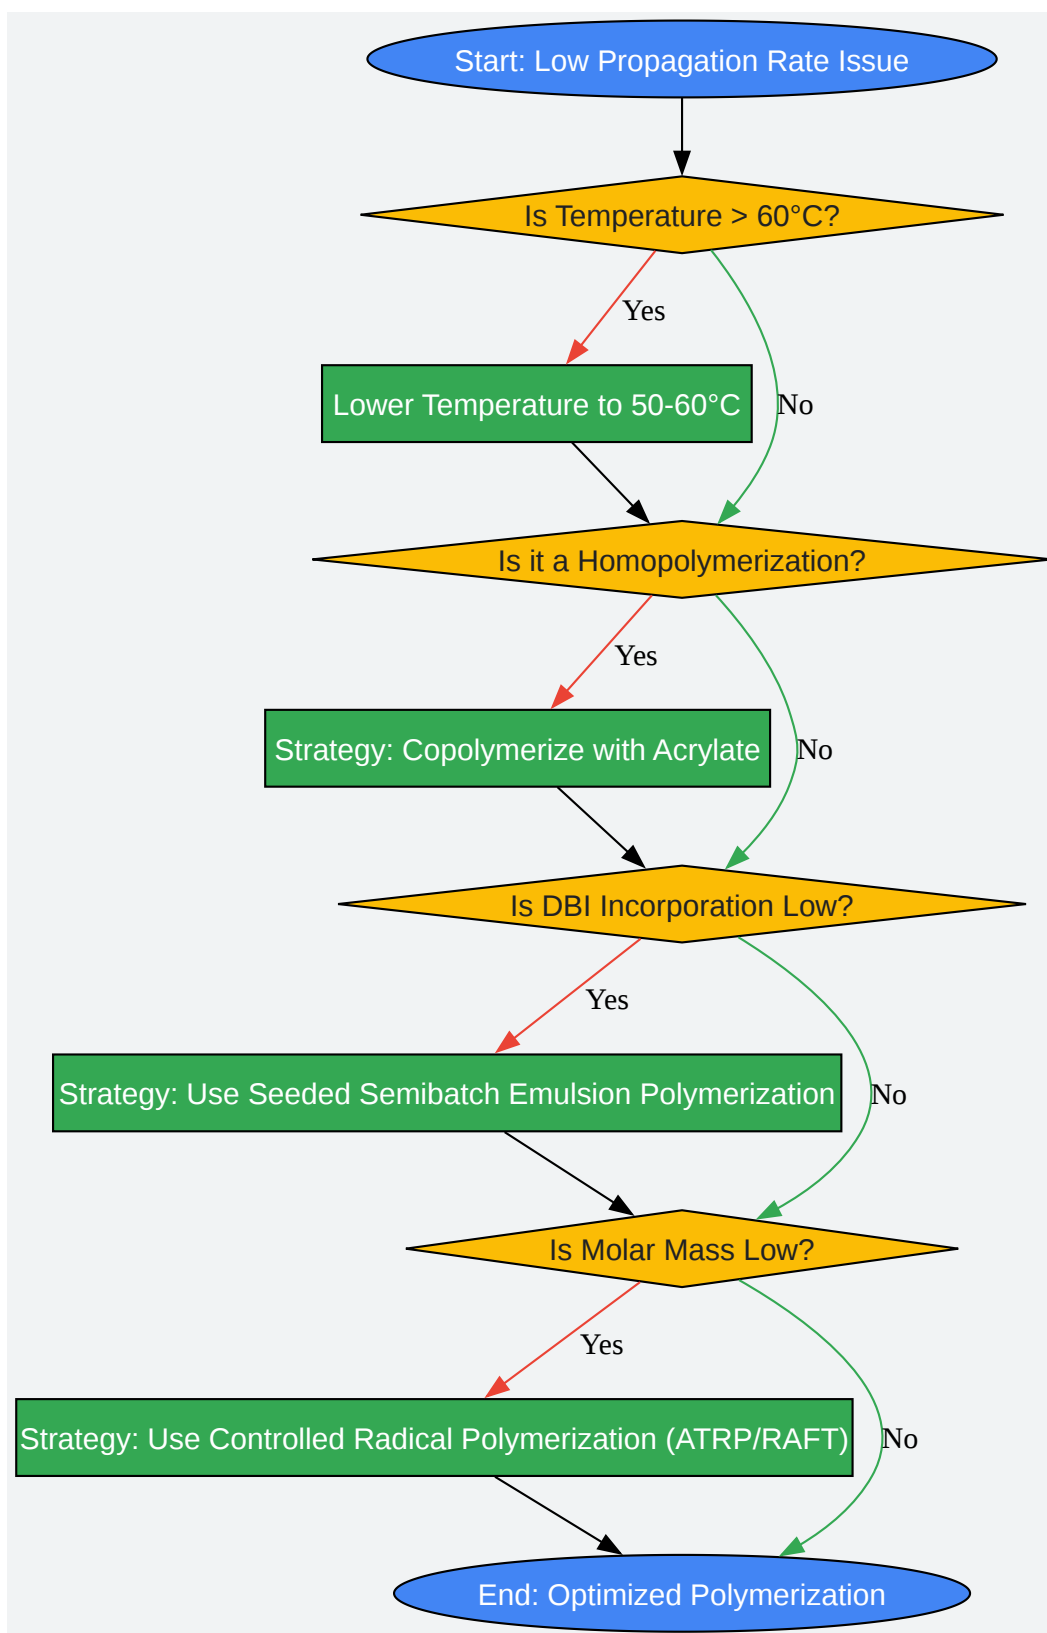 Start: Low Propagation Rate Issue
Is Temperature > 60°C?
Yes
Lower Temperature to 50-60°C
No
Is it a Homopolymerization?
Yes
Strategy: Copolymerize with Acrylate
No
Is DBI Incorporation Low?
Yes
Strategy: Use Seeded Semibatch Emulsion Polymerization
No
Is Molar Mass Low?
Yes
Strategy: Use Controlled Radical Polymerization (ATRP/RAFT)
No
End: Optimized Polymerization